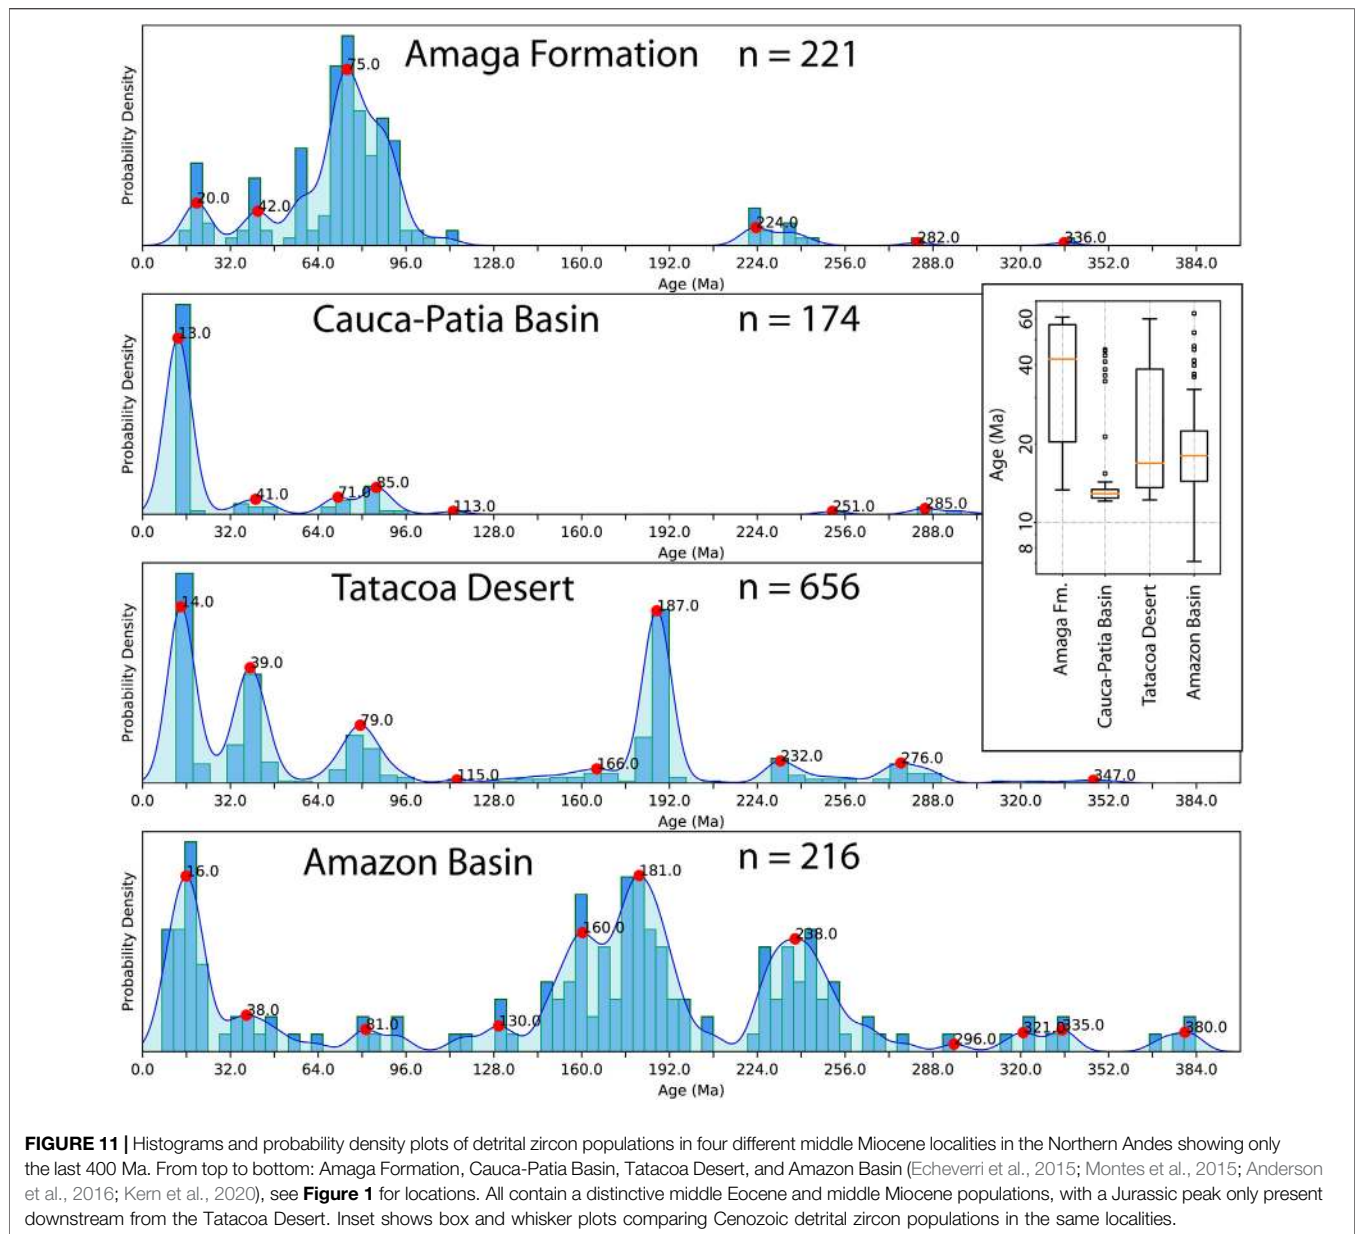 Amaga Formation n = 221
Probability Density
75.0
20.0
42.0
224.0
282.0
336.0
0.0 32.0 64.0 96.0 128.0 160.0 192.0 224.0 256.0 288.0 320.0 352.0 384.0
Age (Ma)
Cauca-Patia Basin n = 174
Probability Density
13.0
41.0
71.0
85.0
113.0
251.0
285.0
0.0 32.0 64.0 96.0 128.0 160.0 192.0 224.0 256.0 288.0
Age (Ma)
Age (Ma)
60
40
20
10
8
Amaga Fm.
Cauca-Patia Basin
Tatacoa Desert
Amazon Basin
Tatacoa Desert n = 656
Probability Density
14.0
39.0
79.0
115.0
166.0
187.0
232.0
276.0
347.0
0.0 32.0 64.0 96.0 128.0 160.0 192.0 224.0 256.0 288.0 320.0 352.0 384.0
Age (Ma)
Amazon Basin n = 216
Probability Density
16.0
38.0
81.0
130.0
160.0
181.0
238.0
296.0
321.0
335.0
380.0
0.0 32.0 64.0 96.0 128.0 160.0 192.0 224.0 256.0 288.0 320.0 352.0 384.0
Age (Ma)
FIGURE 11 | Histograms and probability density plots of detrital zircon populations in four different middle Miocene localities in the Northern Andes showing only
the last 400 Ma. From top to bottom: Amaga Formation, Cauca-Patia Basin, Tatacoa Desert, and Amazon Basin (Echeverri et al., 2015; Montes et al., 2015; Anderson
et al., 2016; Kern et al., 2020), see Figure 1 for locations. All contain a distinctive middle Eocene and middle Miocene populations, with a Jurassic peak only present
downstream from the Tatacoa Desert. Inset shows box and whisker plots comparing Cenozoic detrital zircon populations in the same localities.